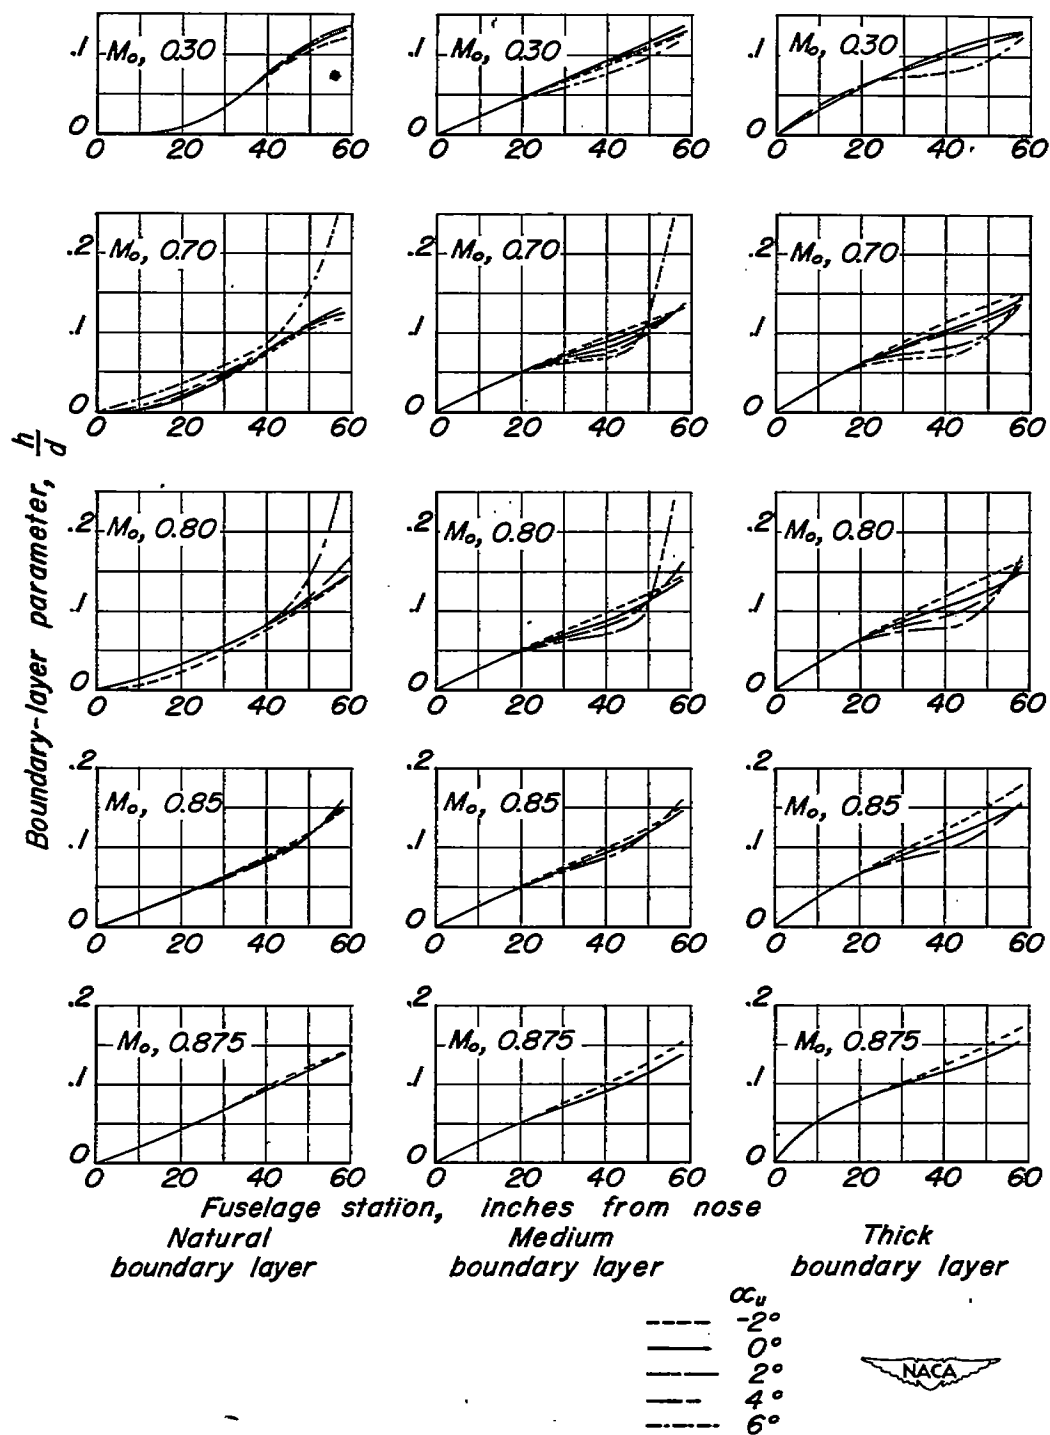 .1
M₀, 0.30
0
0 20 40 60
M₀, 0.30
0
0 20 40 60
.1
M₀, 0.30
0
0 20 40 60
.2
M₀, 0.70
.1
0
0 20 40 60
.2
M₀, 0.70
.1
0
0 20 40 60
.2
M₀, 0.70
.1
0
0 20 40 60
.2
M₀, 0.80
.1
0
0 20 40 60
.2
M₀, 0.80
.1
0
0 20 40 60
.2
M₀, 0.80
.1
0
0 20 40 60
.2
M₀, 0.85
.1
0
0 20 40 60
.2
M₀, 0.85
.1
0
0 20 40 60
.2
M₀, 0.85
.1
0
0 20 40 60
.2
M₀, 0.875
.1
0
0 20 40 60
.2
M₀, 0.875
.1
0
0 20 40 60
.2
M₀, 0.875
.1
0
0 20 40 60
Boundary-layer parameter, h/d
Fuselage station, inches from nose
Natural
boundary layer
Medium
boundary layer
Thick
boundary layer
αᵤ
-2°
0°
2°
4°
6°
NACA